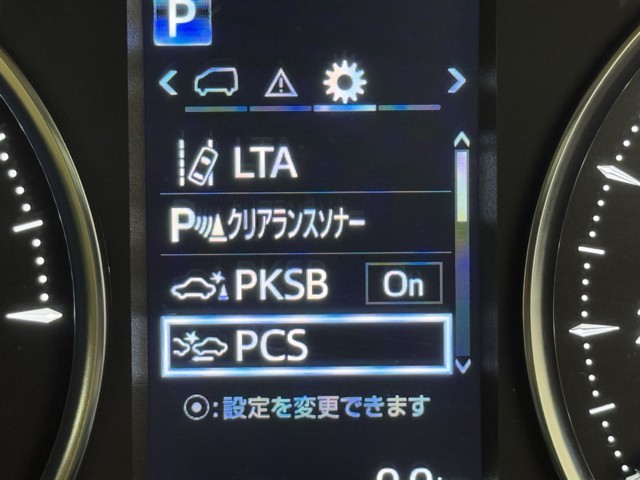 P
LTA
Pクリアランスソナー
PKSB On
PCS
:設定を変更できます